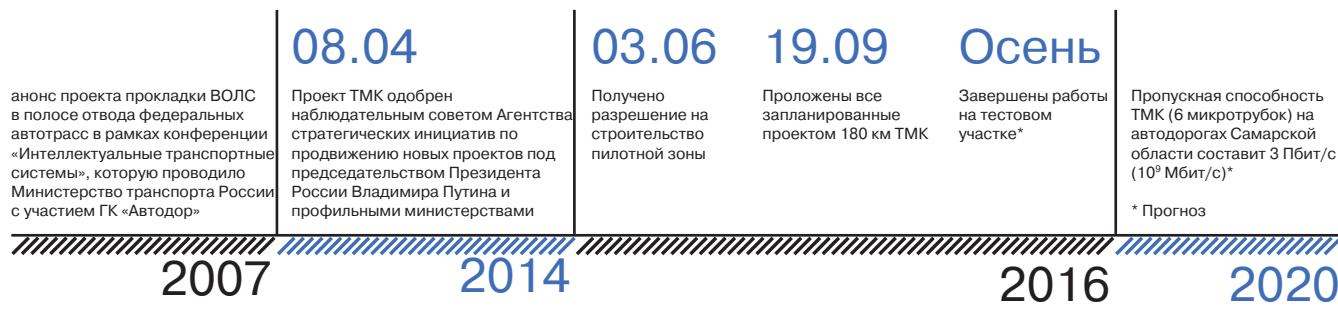 анонс проекта прокладки ВОЛС
в полосе отвода федеральных
автотрасс в рамках конференции
«Интеллектуальные транспортные
системы», которую проводило
Министерство транспорта России
с участием ГК «Автодор»
2007
08.04
Проект ТМК одобрен
наблюдательным советом Агентства
стратегических инициатив по
продвижению новых проектов под
председательством Президента
России Владимира Путина и
профильными министерствами
2014
03.06
Получено
разрешение на
строительство
пилотной зоны
19.09
Проложены все
запланированные
проектом 180 км ТМК
Осень
Завершены работы
на тестовом
участке*
2016
Пропускная способность
ТМК (6 микротрубок) на
автодорогах Самарской
области составит 3 Пбит/с
(10⁹ Мбит/с)*
* Прогноз
2020